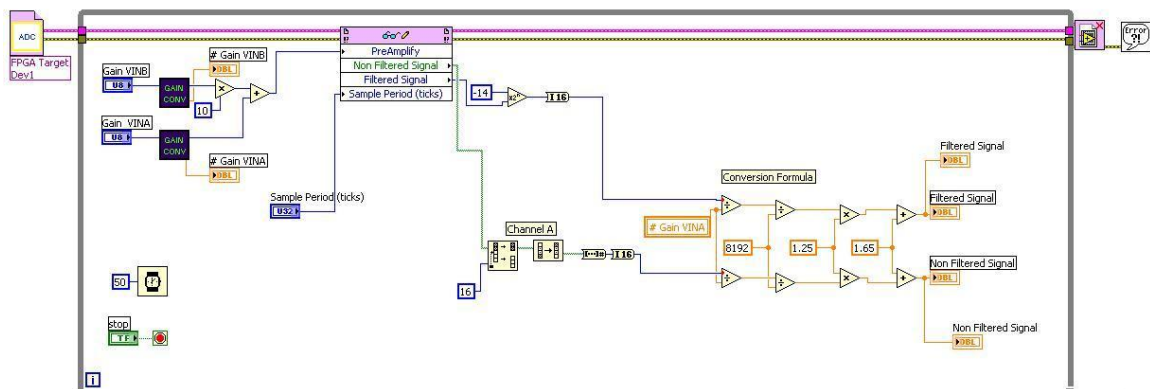 ADC
FPGA Target
Dev1
Error
?!
PreAmplify
Non Filtered Signal
Filtered Signal
Sample Period (ticks)
# Gain VINB
DBL
Gain VINB
U8
GAIN
CONV
10
Gain VINA
U8
GAIN
CONV
# Gain VINA
DBL
-14
x2ⁿ
I16
Sample Period (ticks)
U32
Channel A
16
I16
# Gain VINA
Conversion Formula
8192
1.25
1.65
Filtered Signal
DBL
Filtered Signal
DBL
Non Filtered Signal
DBL
Non Filtered Signal
DBL
50
stop
TF
i